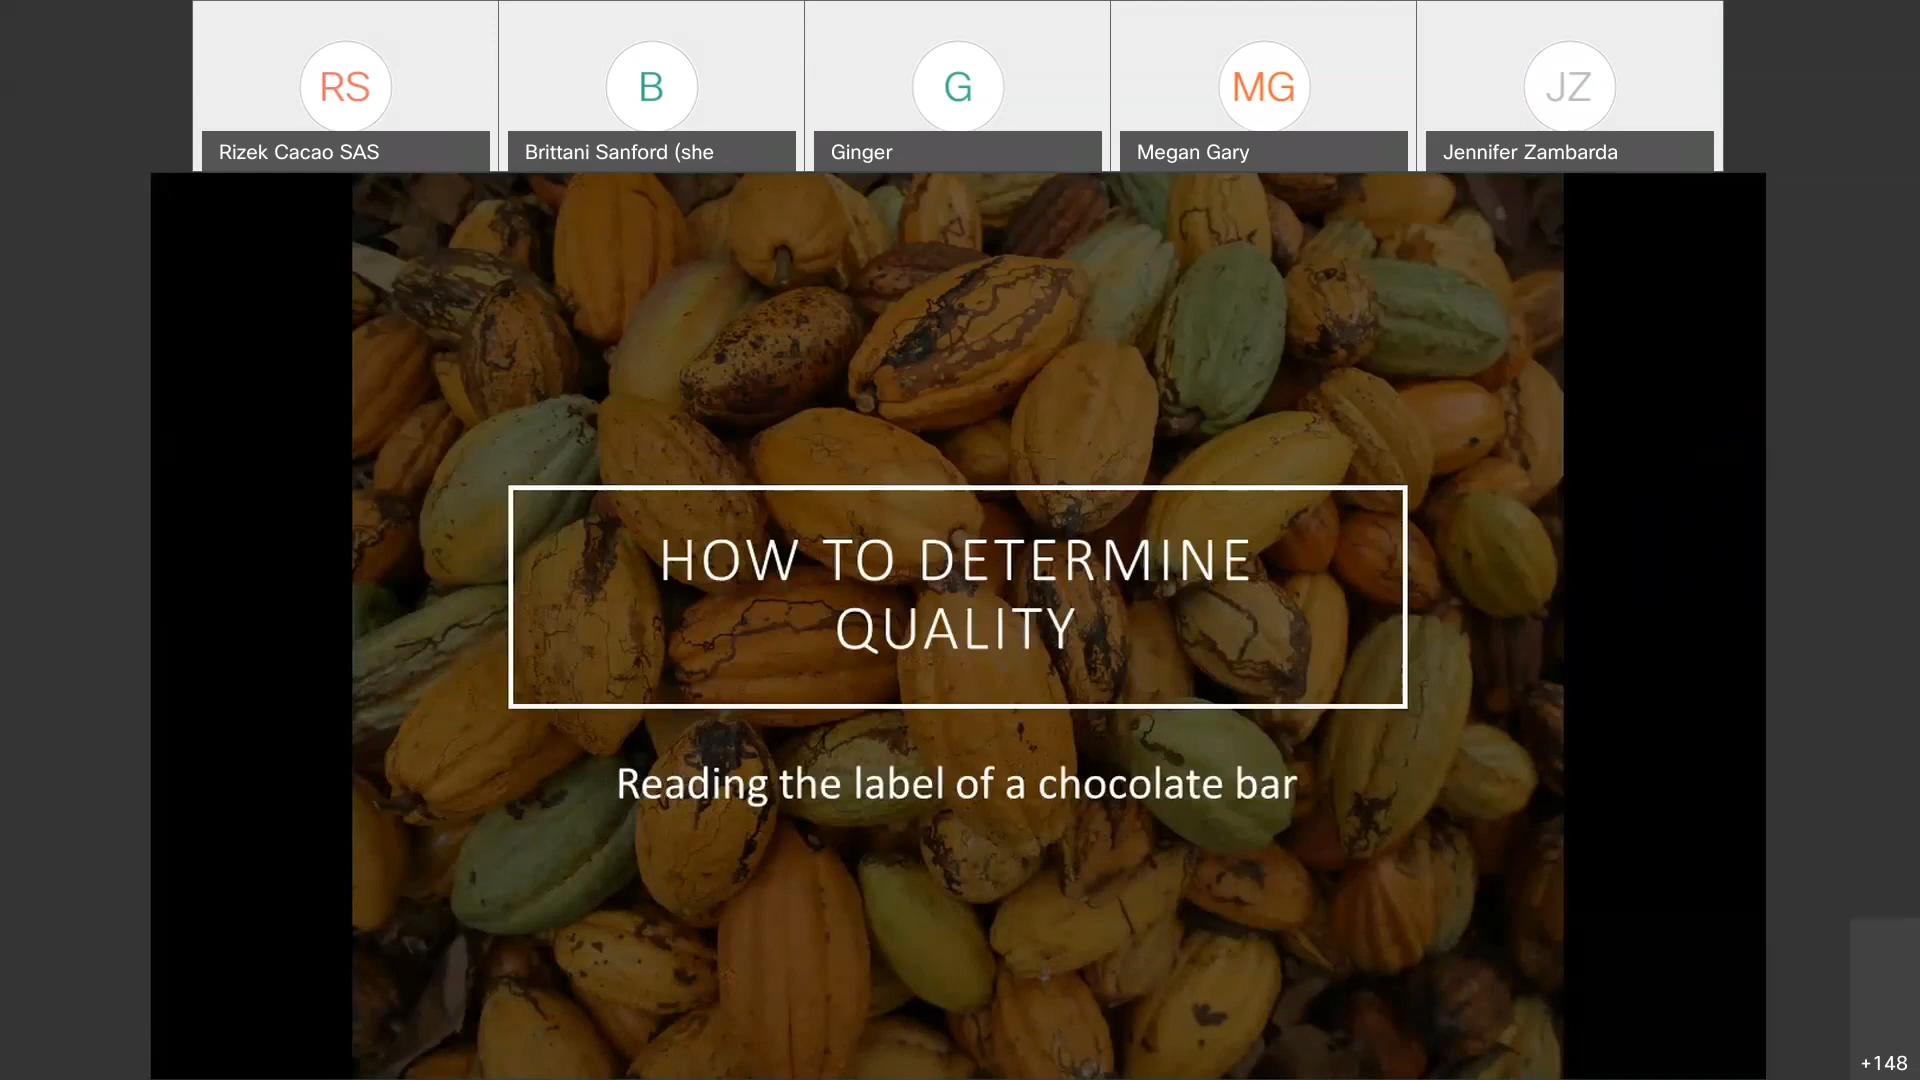 RS
B
G
MG
JZ
Rizek Cacao SAS
Brittani Sanford (she
Ginger
Megan Gary
Jennifer Zambarda
HOW TO DETERMINE
QUALITY
Reading the label of a chocolate bar
+148